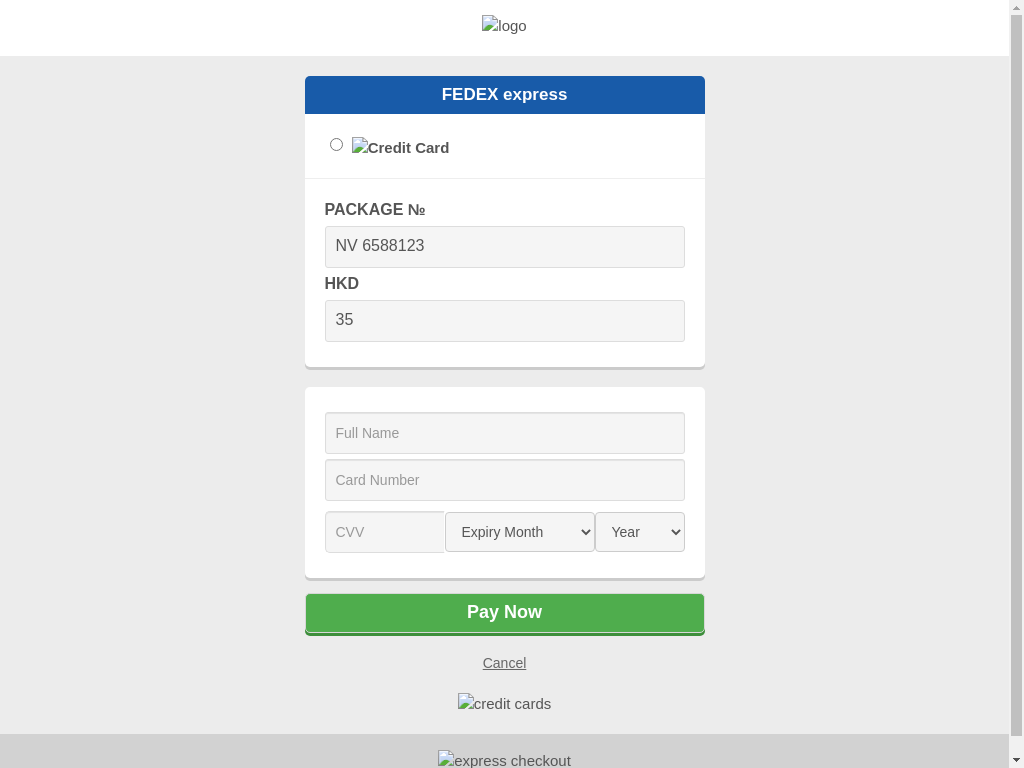 logo
FEDEX express
Credit Card
PACKAGE №
NV 6588123
HKD
35
Full Name
Card Number
CVV Expiry Month Year
Pay Now
Cancel
credit cards
express checkout